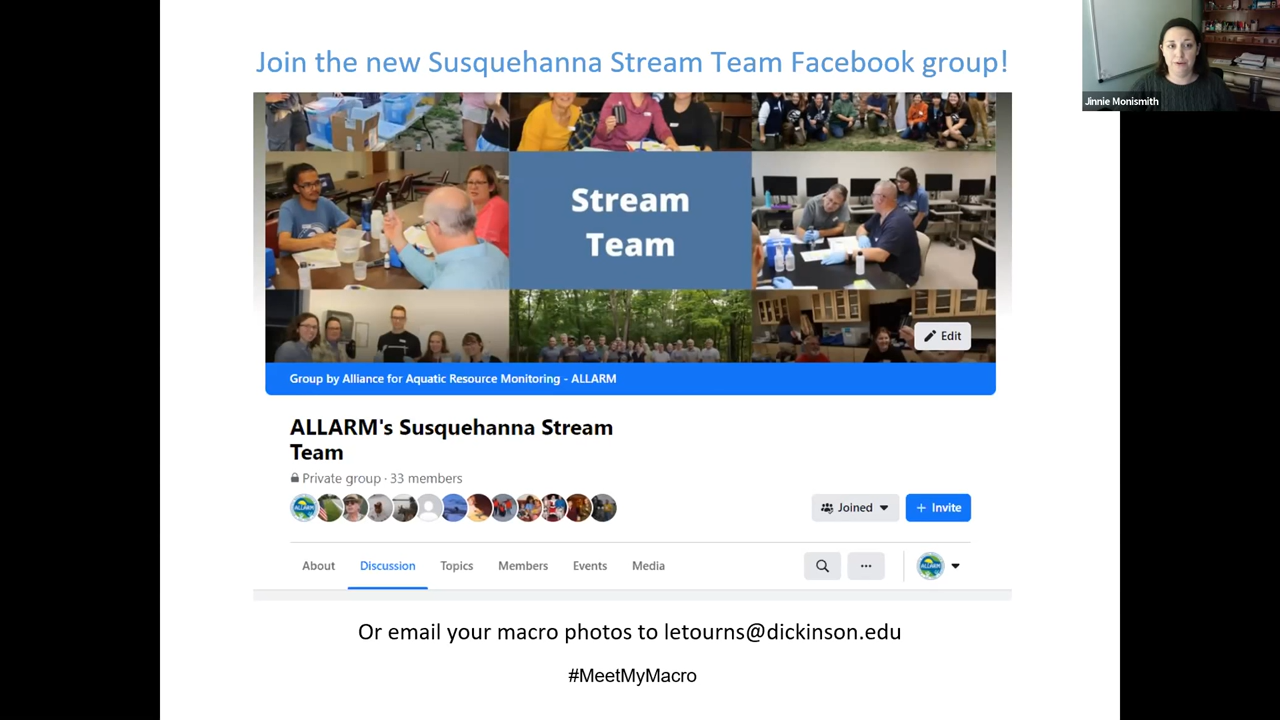 Join the new Susquehanna Stream Team Facebook group!
Jinnie Monismith
Stream
Team
Edit
Group by Alliance for Aquatic Resource Monitoring - ALLARM
ALLARM's Susquehanna Stream
Team
Private group · 33 members
ALLARM
Joined
+ Invite
About Discussion Topics Members Events Media
ALLARM
Or email your macro photos to letourns@dickinson.edu
#MeetMyMacro